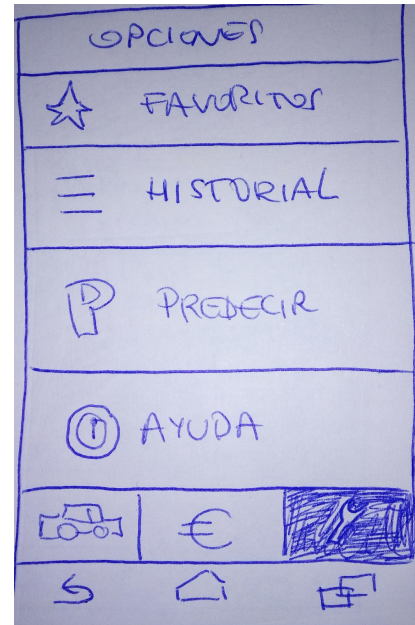 OPCIONES
FAVORITOS
HISTORIAL
P PREDECIR
AYUDA
€